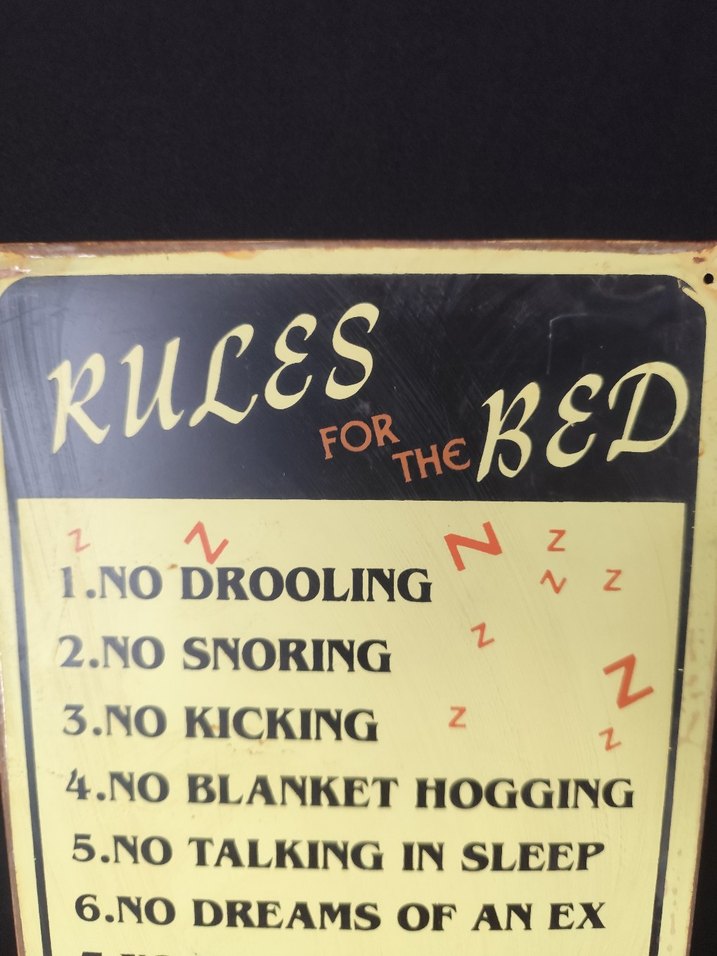 RULES
FOR
THE
BED
Z Z Z Z
1.NO DROOLING Z Z
2.NO SNORING Z Z
3.NO KICKING Z Z
4.NO BLANKET HOGGING
5.NO TALKING IN SLEEP
6.NO DREAMS OF AN EX